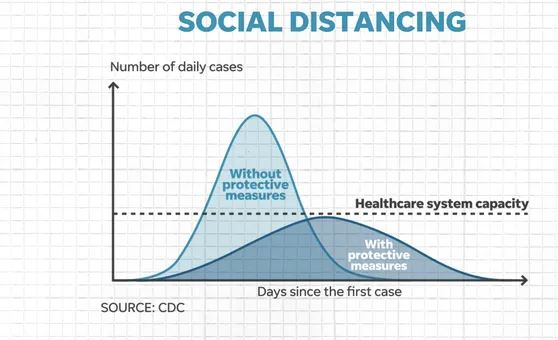 SOCIAL DISTANCING
Number of daily cases
Without
protective
measures
Healthcare system capacity
With
protective
measures
Days since the first case
SOURCE: CDC